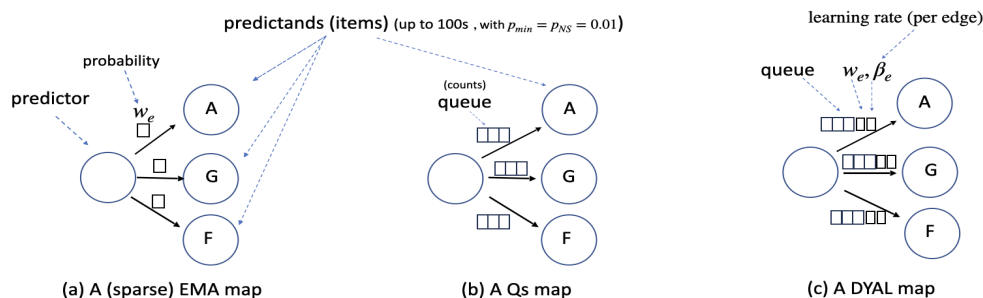 predictands (items) (up to 100s , with p_min = p_NS = 0.01)
learning rate (per edge)
probability
predictor
w_e
(counts)
queue
queue
w_e, β_e
A
G
F
A
G
F
A
G
F
(a) A (sparse) EMA map
(b) A Qs map
(c) A DYAL map